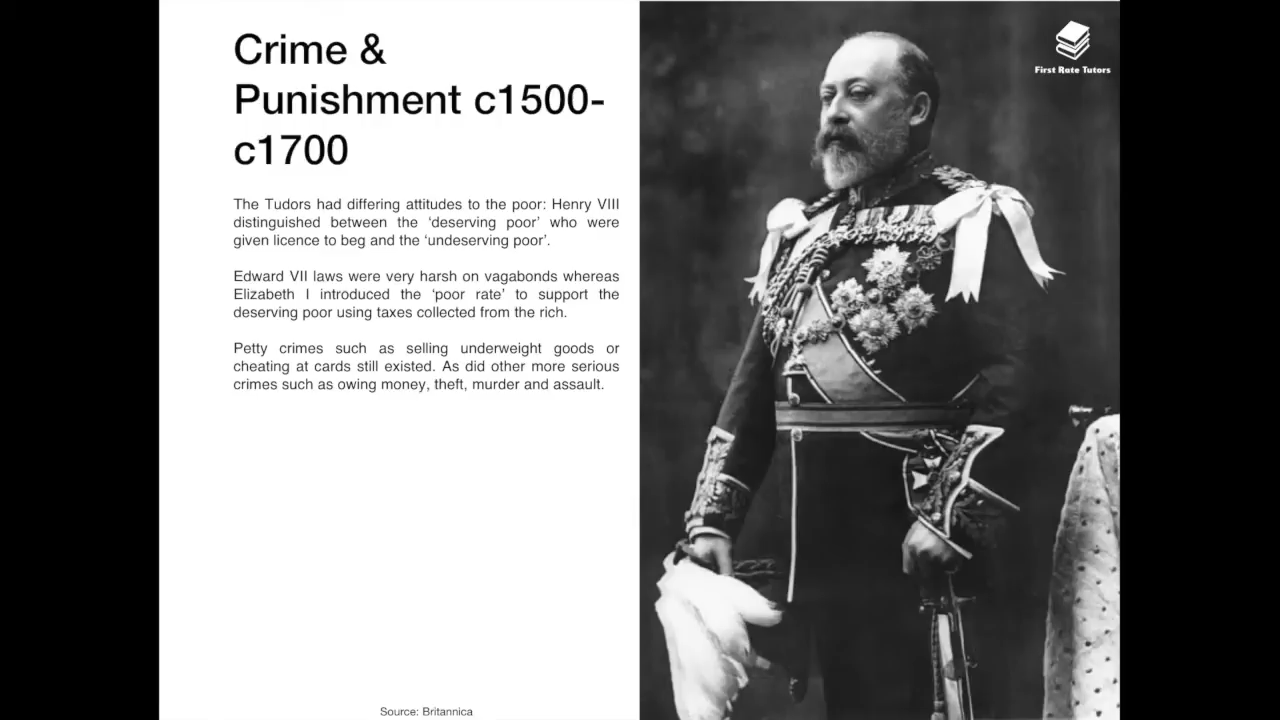 Crime &
Punishment c1500-
c1700
First Rate Tutors
The Tudors had differing attitudes to the poor: Henry VIII
distinguished between the ‘deserving poor’ who were
given licence to beg and the ‘undeserving poor’.
Edward VII laws were very harsh on vagabonds whereas
Elizabeth I introduced the ‘poor rate’ to support the
deserving poor using taxes collected from the rich.
Petty crimes such as selling underweight goods or
cheating at cards still existed. As did other more serious
crimes such as owing money, theft, murder and assault.
Source: Britannica